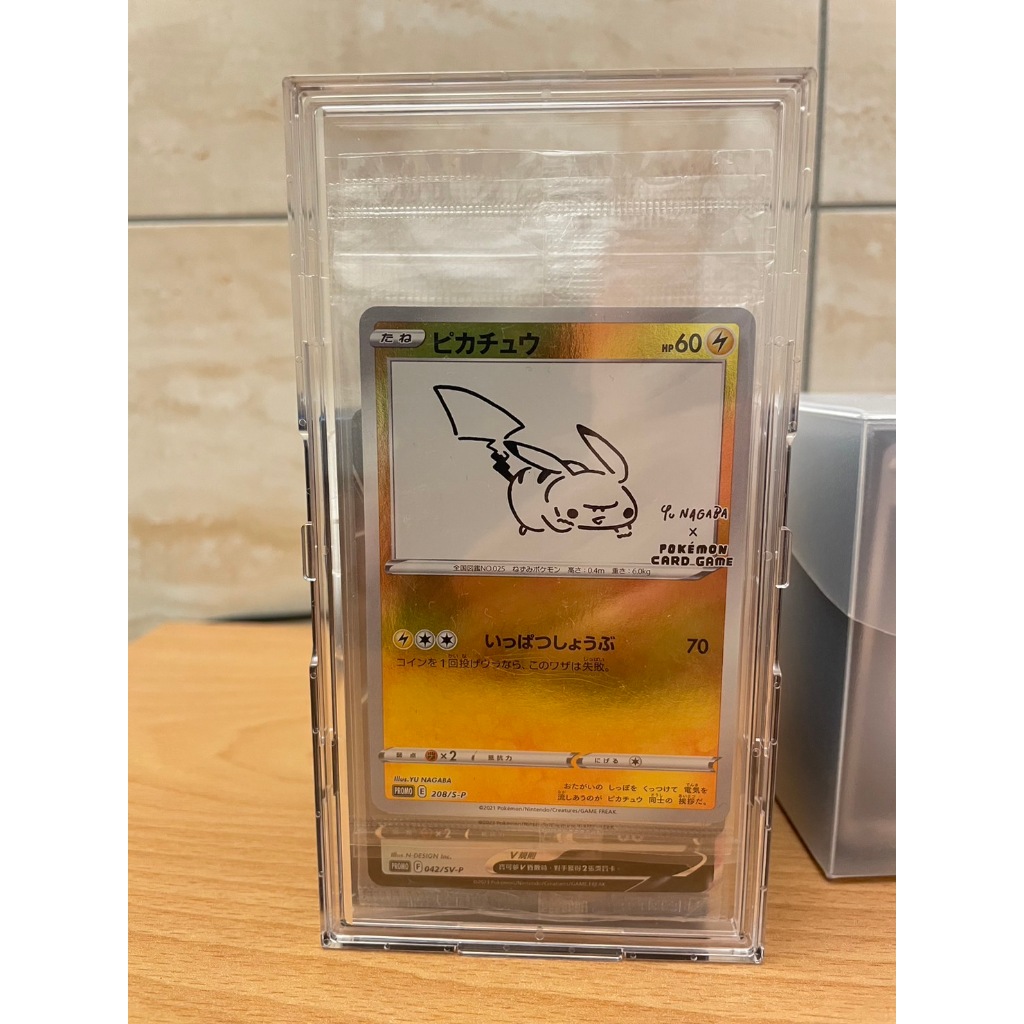 たね ピカチュウ HP60
YU NAGABA
×
POKÉMON
CARD GAME
全国図鑑NO.025 ねずみポケモン 高さ:0.4m 重さ:6.0kg
いっぱつしょうぶ 70
コインを1回投げウラなら、このワザは失敗。
弱点 ×2 抵抗力 にげる
Illus.YU NAGABA
PROMO E 208/S-P
おたがいの しっぽを くっつけて 電気を
流しあうのが ピカチュウ 同士の 挨拶だ。
©2021 Pokémon/Nintendo/Creatures/GAME FREAK.
×2
Illus. N-DESIGN Inc.
PROMO F 042/SV-P
V規則